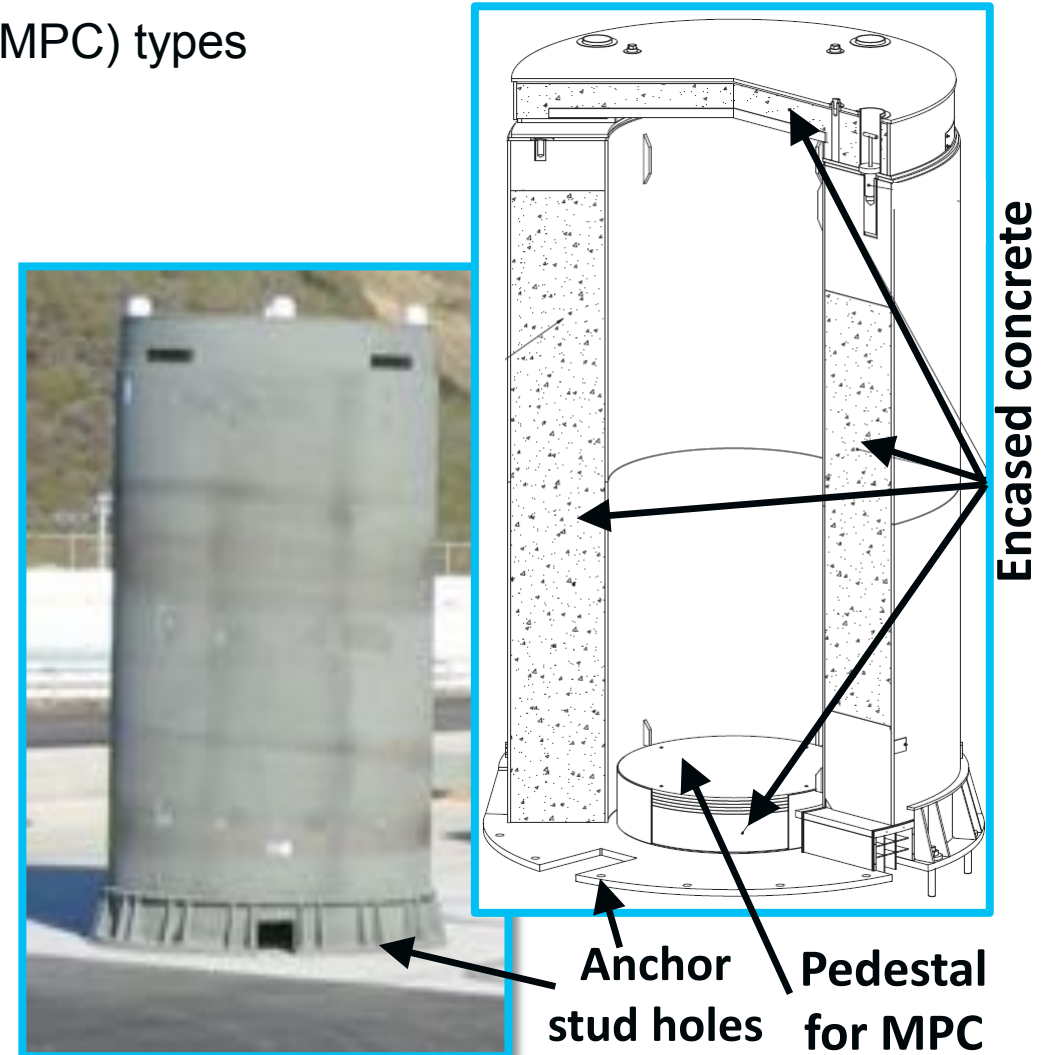 MPC) types
Encased concrete
Anchor
stud holes
Pedestal
for MPC